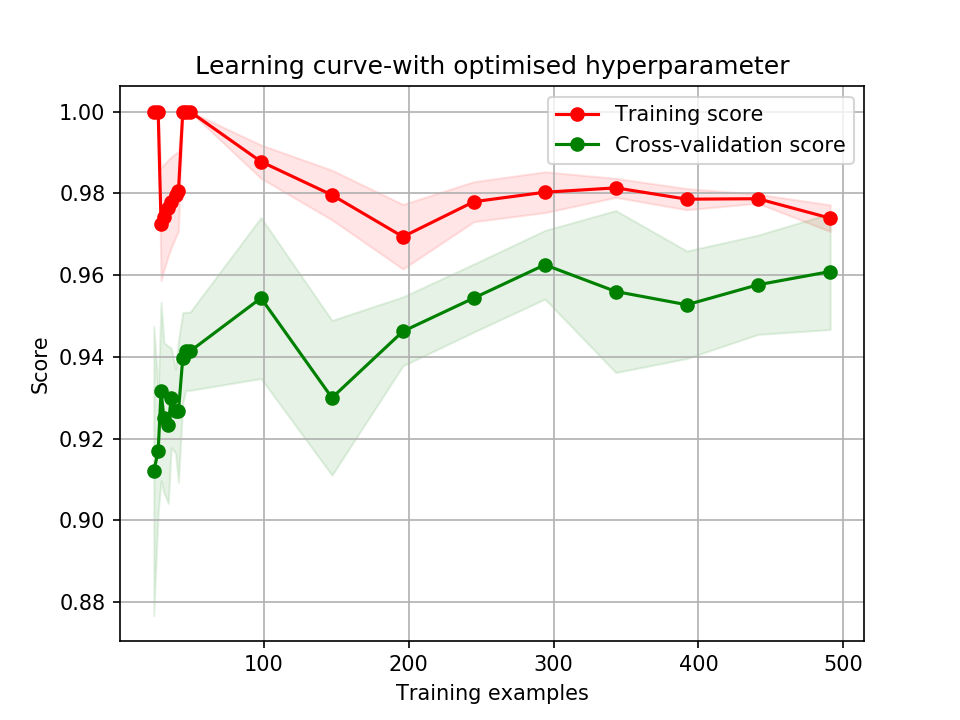 Learning curve-with optimised hyperparameter
Training score
Cross-validation score
Score
1.00
0.98
0.96
0.94
0.92
0.90
0.88
100 200 300 400 500
Training examples